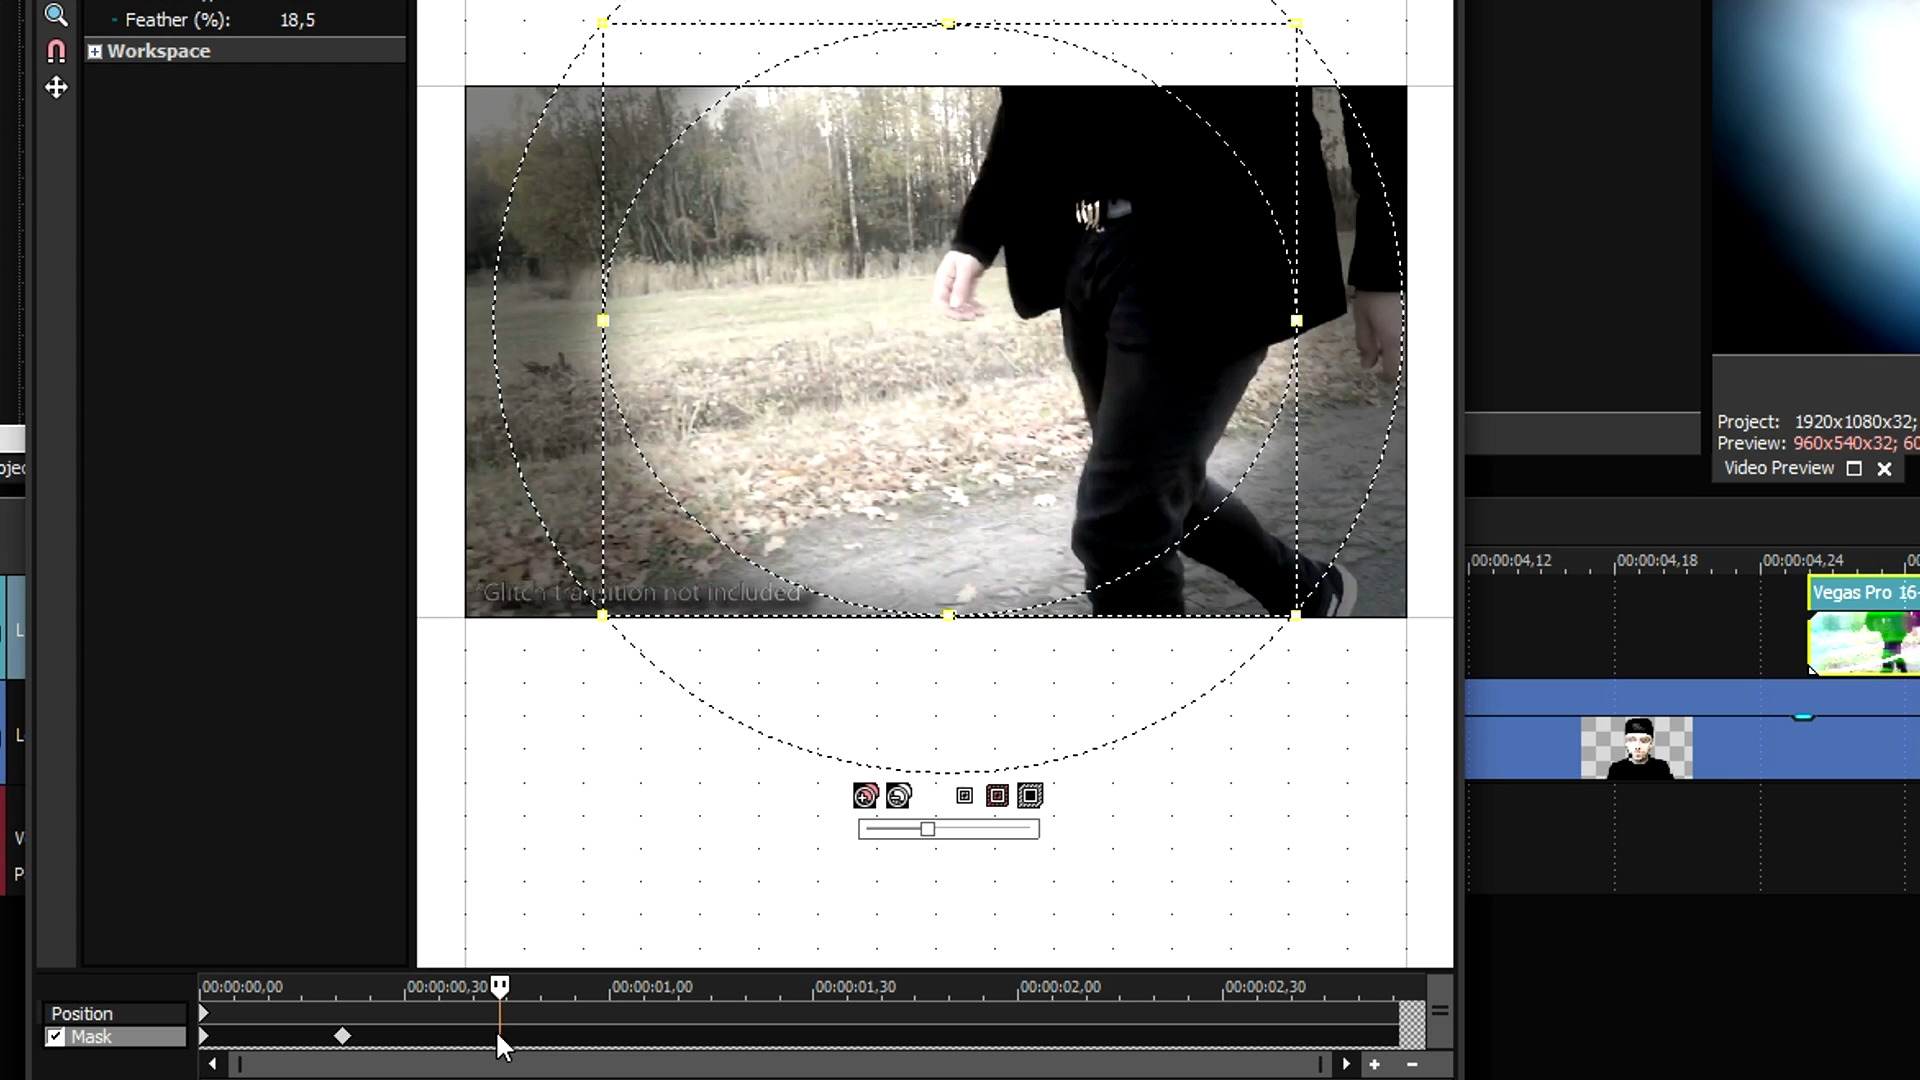 Feather (%): 18,5
Workspace
Project: 1920x1080x32;
Preview: 960x540x32; 60
Video Preview
00:00:04,12 00:00:04,18 00:00:04,24
Vegas Pro 16-
*Glitch transition not included*
00:00:00,00 00:00:00,30 00:00:01,00 00:00:01,30 00:00:02,00 00:00:02,30
Position
Mask